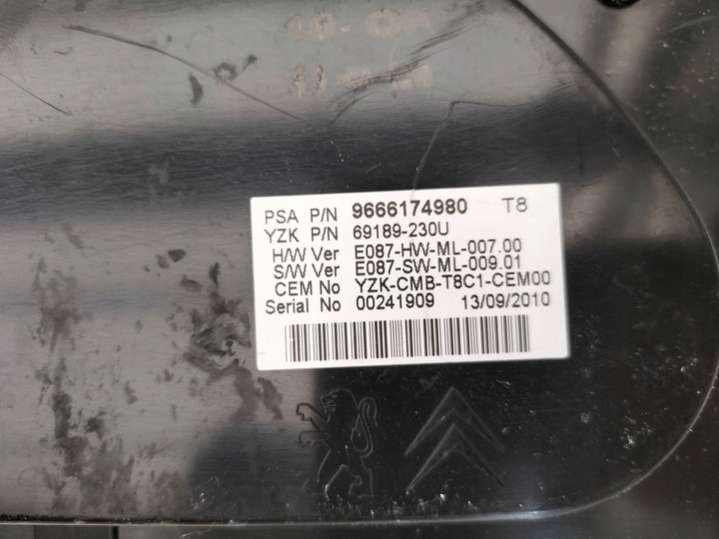 PSA P/N 9666174980 T8
YZK P/N 69189-230U
H/W Ver E087-HW-ML-007.00
S/W Ver E087-SW-ML-009.01
CEM No YZK-CMB-T8C1-CEM00
Serial No 00241909 13/09/2010